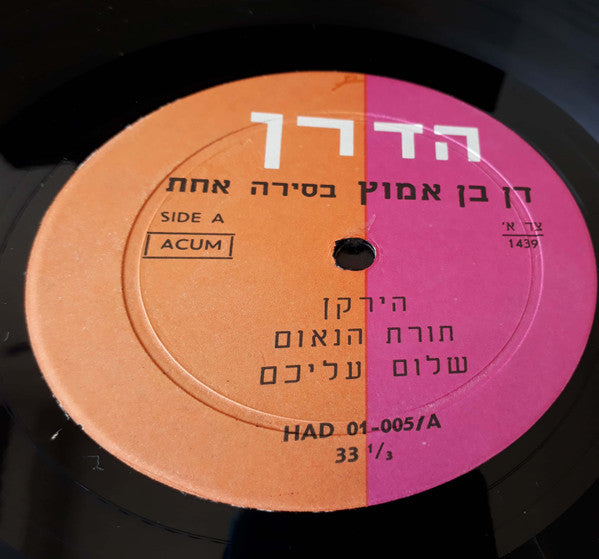 הדרן
דן בן אמוץ בסירה אחת
SIDE A
ACUM
צד א'
1439
הירקן
תורת הנאום
שלום עליכם
HAD 01-005/A
33 1/3